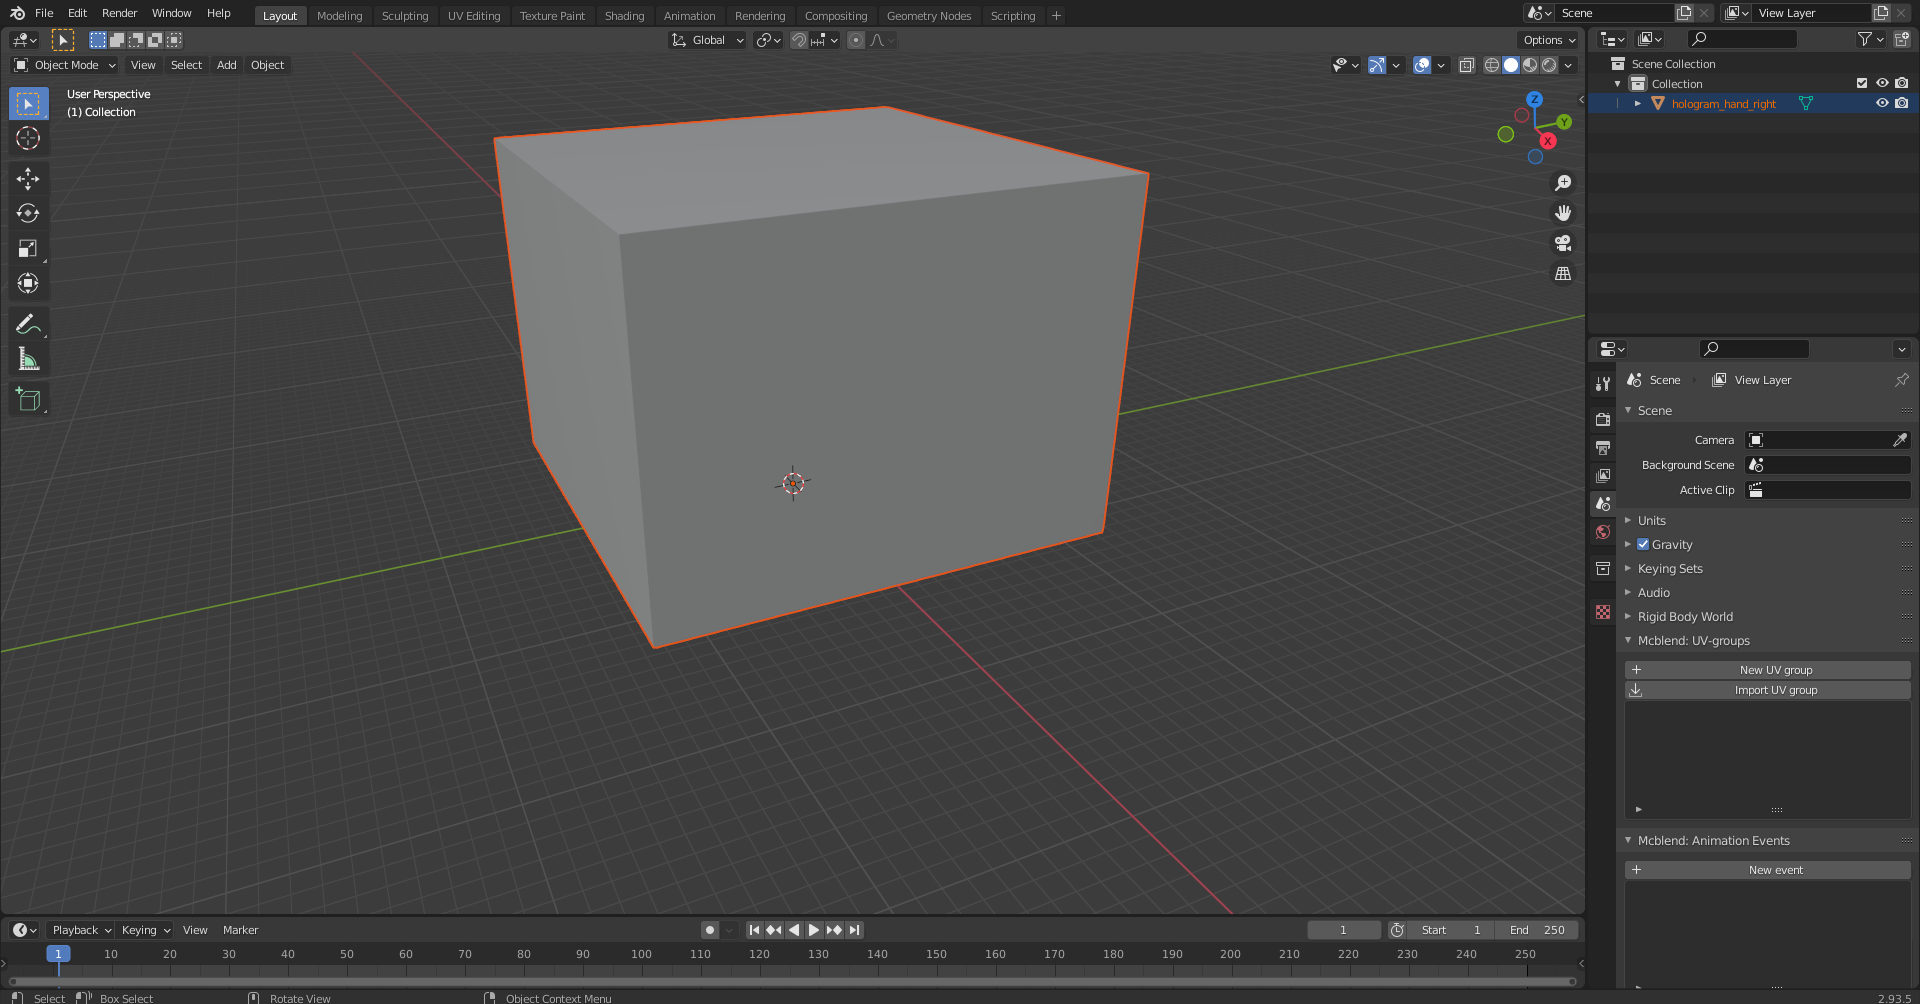 File Edit Render Window Help Layout Modeling Sculpting UV Editing Texture Paint Shading Animation Rendering Compositing Geometry Nodes Scripting + Scene View Layer
Global Options
Object Mode View Select Add Object
User Perspective
(1) Collection
Z
Y
X
Scene Collection
Collection
hologram_hand_right
Scene View Layer
Scene
Camera
Background Scene
Active Clip
Units
Gravity
Keying Sets
Audio
Rigid Body World
Mcblend: UV-groups
New UV group
Import UV group
Mcblend: Animation Events
New event
Playback Keying View Marker 1 Start 1 End 250
1 10 20 30 40 50 60 70 80 90 100 110 120 130 140 150 160 170 180 190 200 210 220 230 240 250
Select Box Select Rotate View Object Context Menu 2.93.5